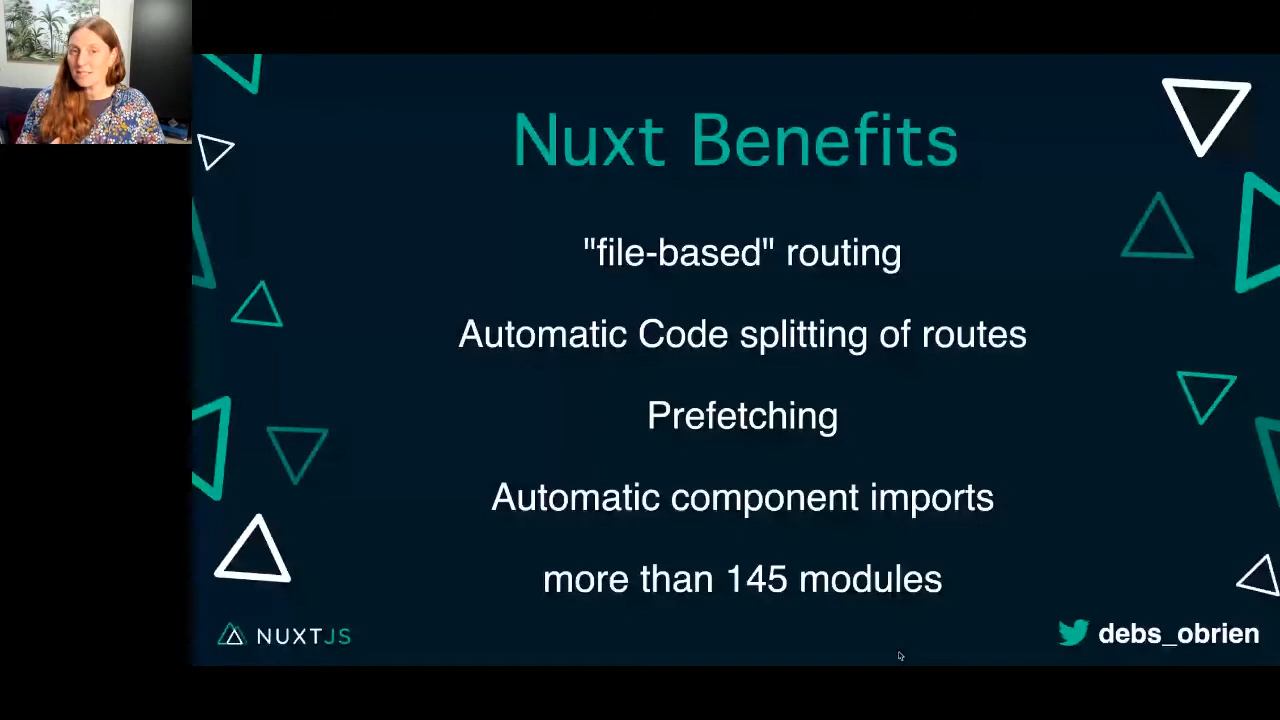 Nuxt Benefits
"file-based" routing
Automatic Code splitting of routes
Prefetching
Automatic component imports
more than 145 modules
NUXTJS
debs_obrien